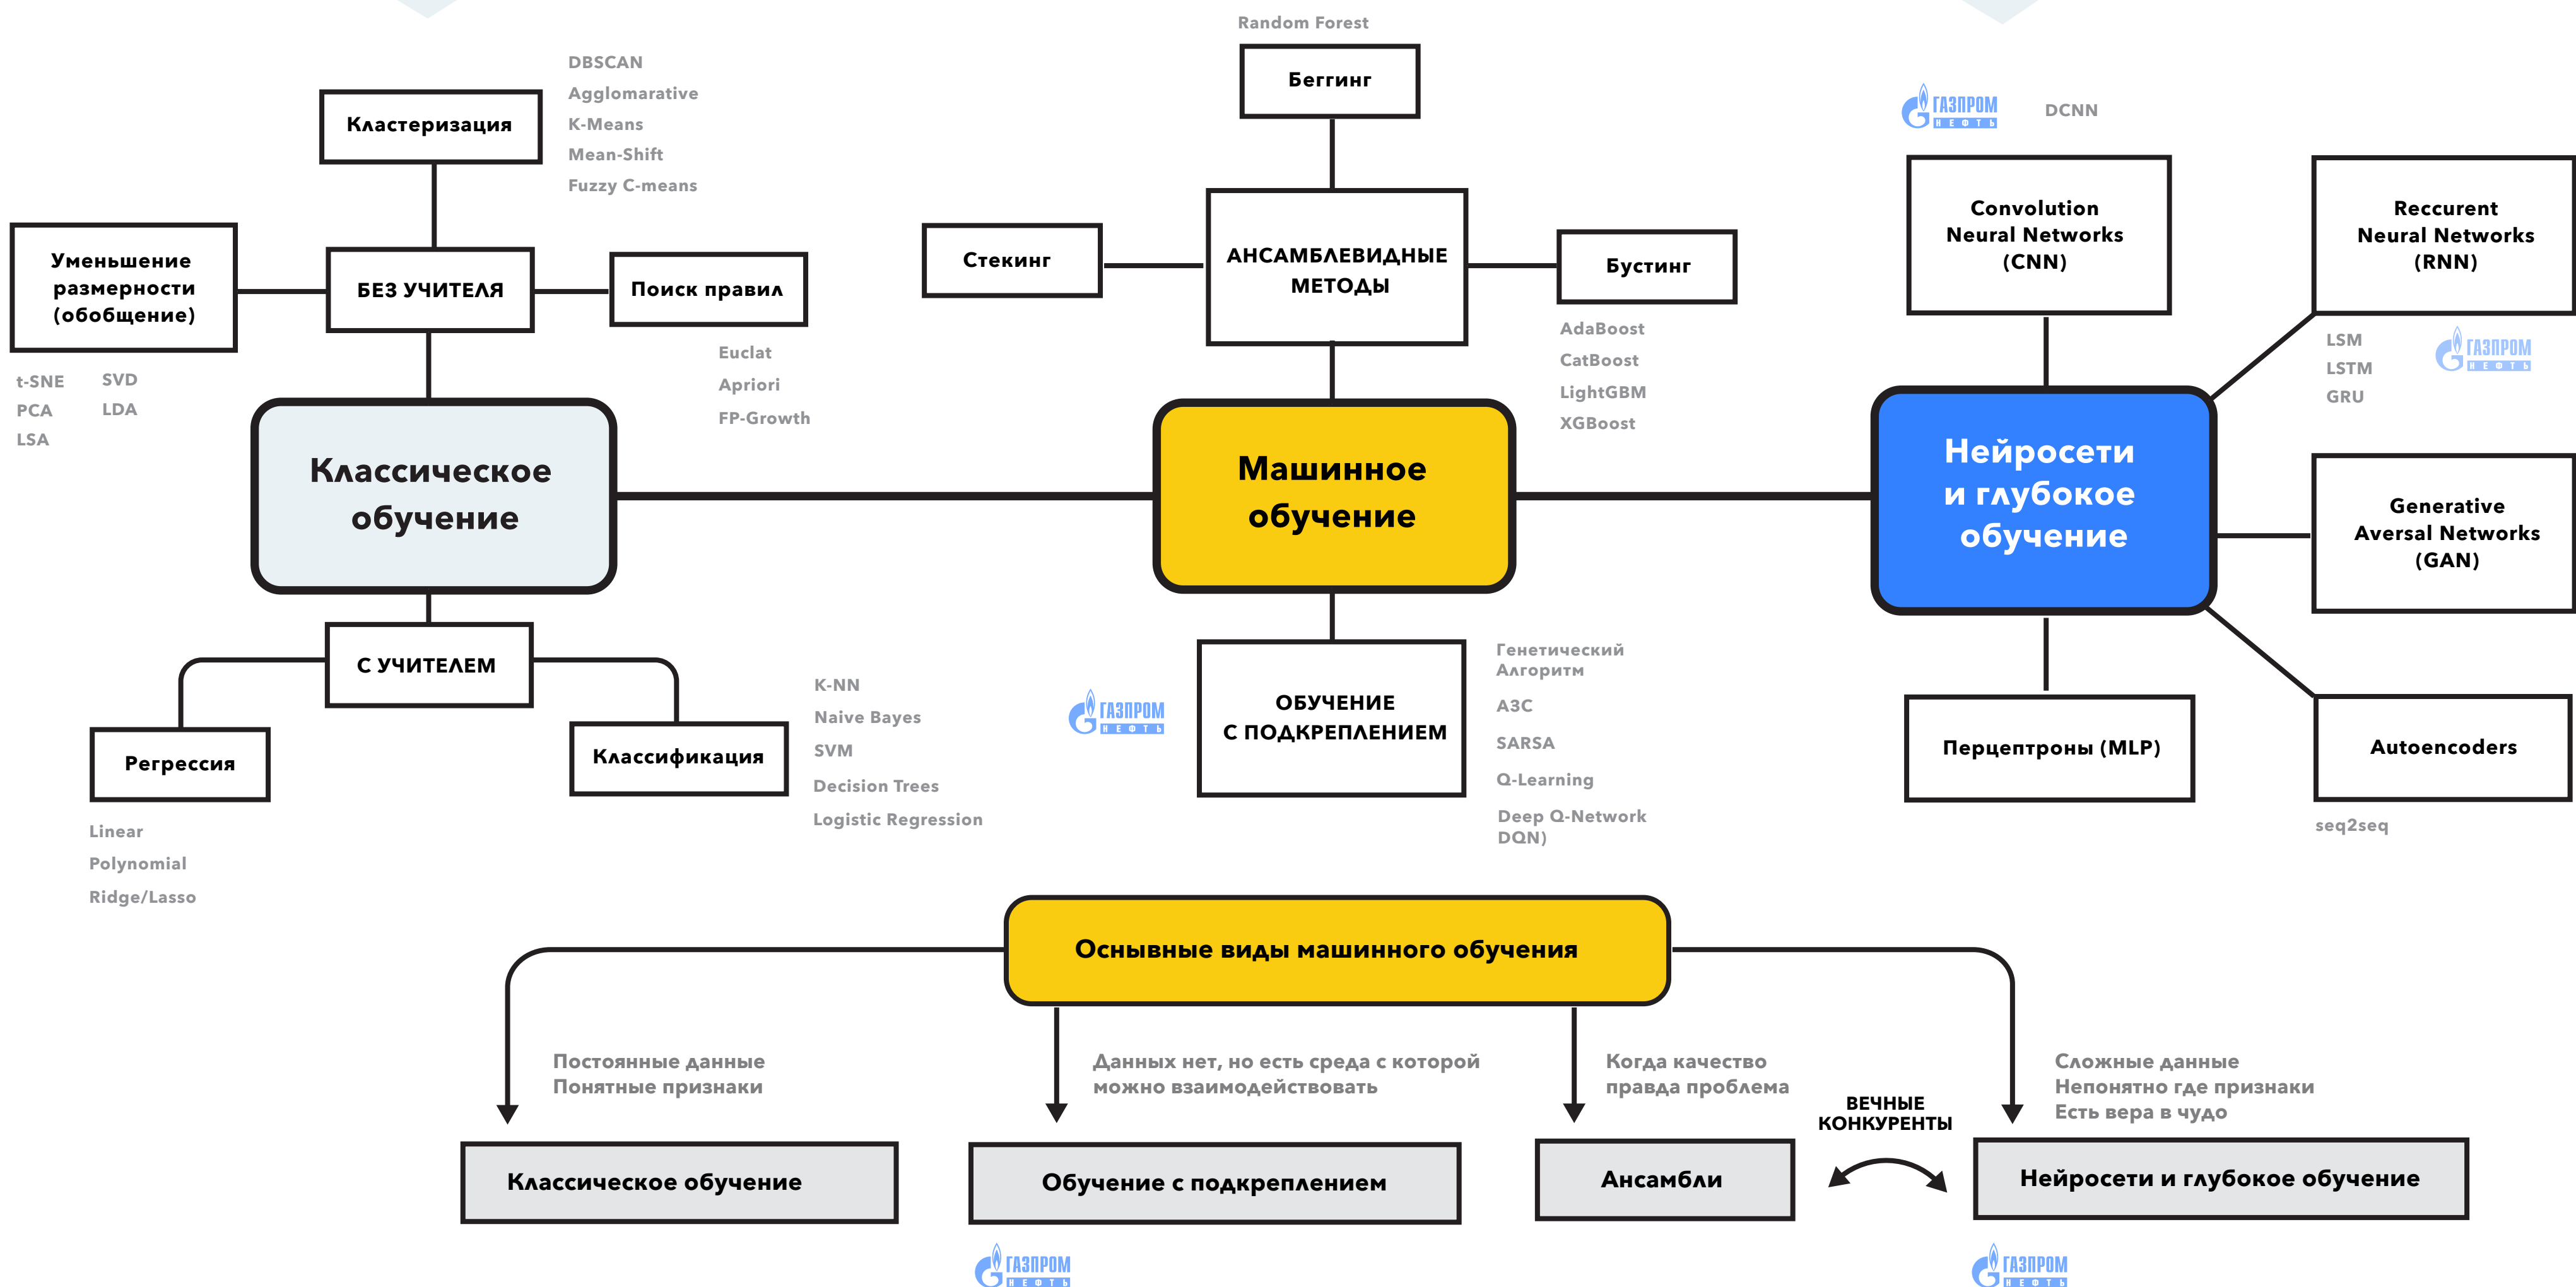 Random Forest
Беггинг
DBSCAN
Agglomarative
K-Means
Mean-Shift
Fuzzy C-means
Кластеризация
Уменьшение
размерности
(обобщение)
БЕЗ УЧИТЕЛЯ
Поиск правил
t-SNE
PCA
LSA
SVD
LDA
Euclat
Apriori
FP-Growth
Классическое
обучение
С УЧИТЕЛЕМ
Регрессия
Linear
Polynomial
Ridge/Lasso
Классификация
K-NN
Naive Bayes
SVM
Decision Trees
Logistic Regression
Стекинг
АНСАМБЛЕВИДНЫЕ
МЕТОДЫ
Бустинг
AdaBoost
CatBoost
LightGBM
XGBoost
Машинное
обучение
ГАЗПРОМ
НЕФТЬ
ОБУЧЕНИЕ
С ПОДКРЕПЛЕНИЕМ
Генетический
Алгоритм
A3C
SARSA
Q-Learning
Deep Q-Network
DQN)
ГАЗПРОМ
НЕФТЬ
DCNN
Convolution
Neural Networks
(CNN)
Reccurent
Neural Networks
(RNN)
LSM
LSTM
GRU
ГАЗПРОМ
НЕФТЬ
Нейросети
и глубокое
обучение
Generative
Aversal Networks
(GAN)
Перцептроны (MLP)
Autoencoders
seq2seq
Оснывные виды машинного обучения
Постоянные данные
Понятные признаки
Данных нет, но есть среда с которой
можно взаимодействовать
Когда качество
правда проблема
Сложные данные
Непонятно где признаки
Есть вера в чудо
ВЕЧНЫЕ
КОНКУРЕНТЫ
Классическое обучение
Обучение с подкреплением
Ансамбли
Нейросети и глубокое обучение
ГАЗПРОМ
НЕФТЬ
ГАЗПРОМ
НЕФТЬ